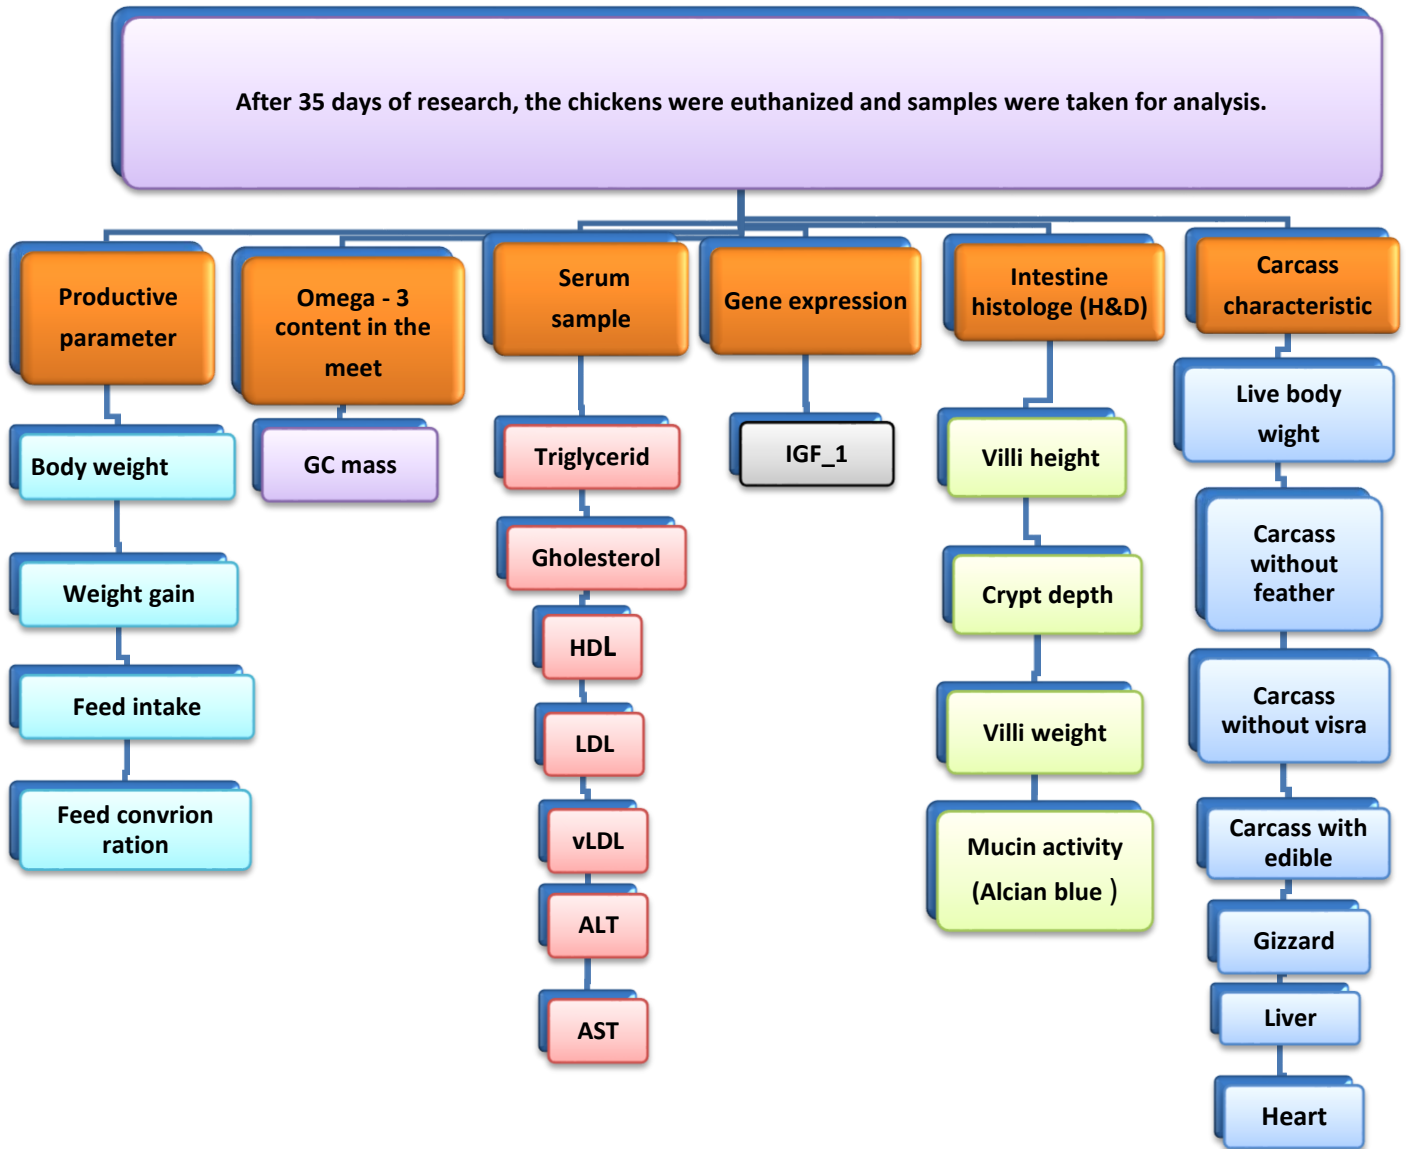 After 35 days of research, the chickens were euthanized and samples were taken for analysis.
Productive
parameter
Body weight
Weight gain
Feed intake
Feed convrion
ration
Omega - 3
content in the
meet
GC mass
Serum
sample
Triglycerid
Gholesterol
HDL
LDL
vLDL
ALT
AST
Gene expression
IGF_1
Intestine
histologe (H&D)
Villi height
Crypt depth
Villi weight
Mucin activity
(Alcian blue )
Carcass
characteristic
Live body
wight
Carcass
without
feather
Carcass
without visra
Carcass with
edible
Gizzard
Liver
Heart